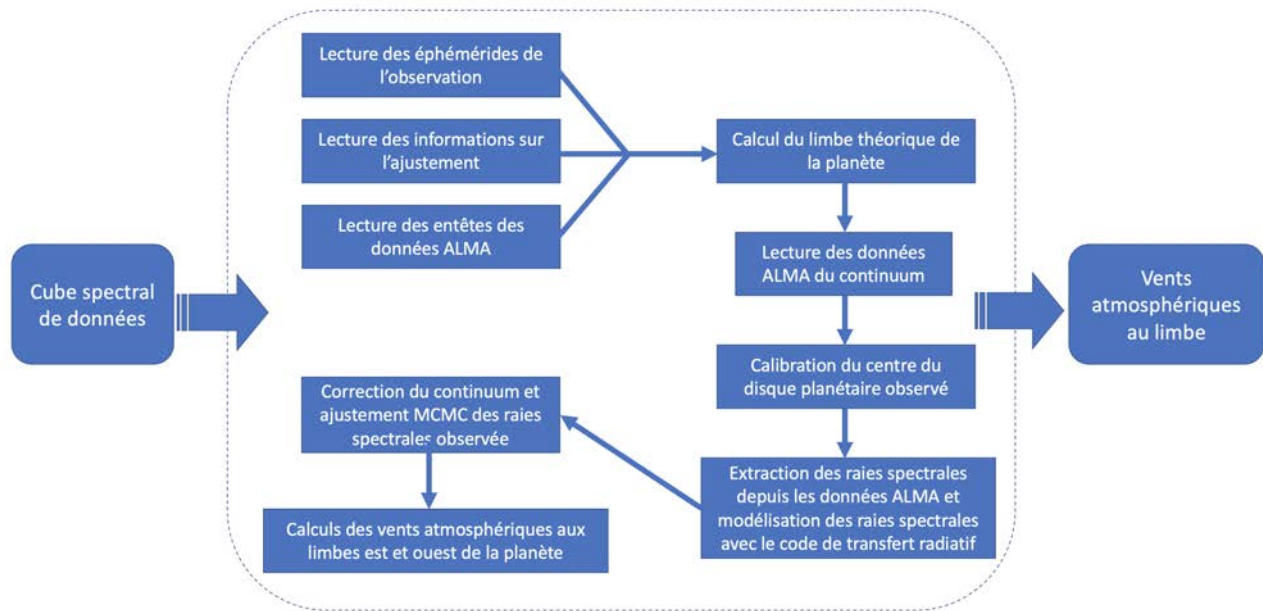 Cube spectral
de données
Lecture des éphémérides de
l'observation
Lecture des informations sur
l'ajustement
Lecture des entêtes des
données ALMA
Calcul du limbe théorique de
la planète
Lecture des données
ALMA du continuum
Calibration du centre du
disque planétaire observé
Extraction des raies spectrales
depuis les données ALMA et
modélisation des raies spectrales
avec le code de transfert radiatif
Correction du continuum et
ajustement MCMC des raies
spectrales observée
Calculs des vents atmosphériques aux
limbes est et ouest de la planète
Vents
atmosphériques
au limbe